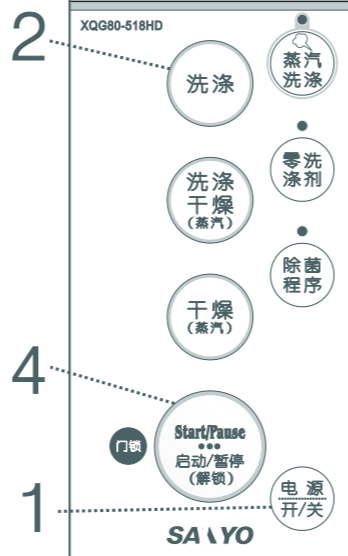 XQG80-518HD
2
洗涤
蒸汽
洗涤
洗涤
干燥
(蒸汽)
零洗
涤剂
除菌
程序
干燥
(蒸汽)
4
Start/Pause
启动/暂停
(解锁)
门锁
1
电源
开/关
SANYO